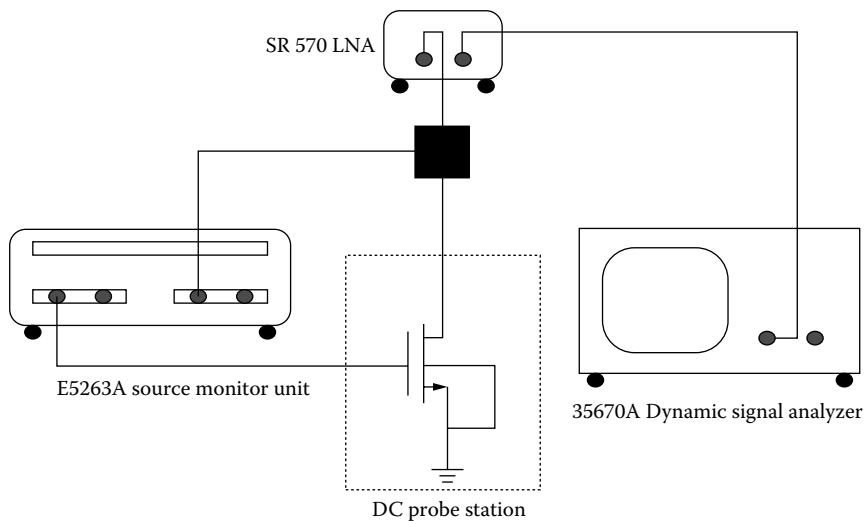 SR 570 LNA
E5263A source monitor unit
35670A Dynamic signal analyzer
DC probe station